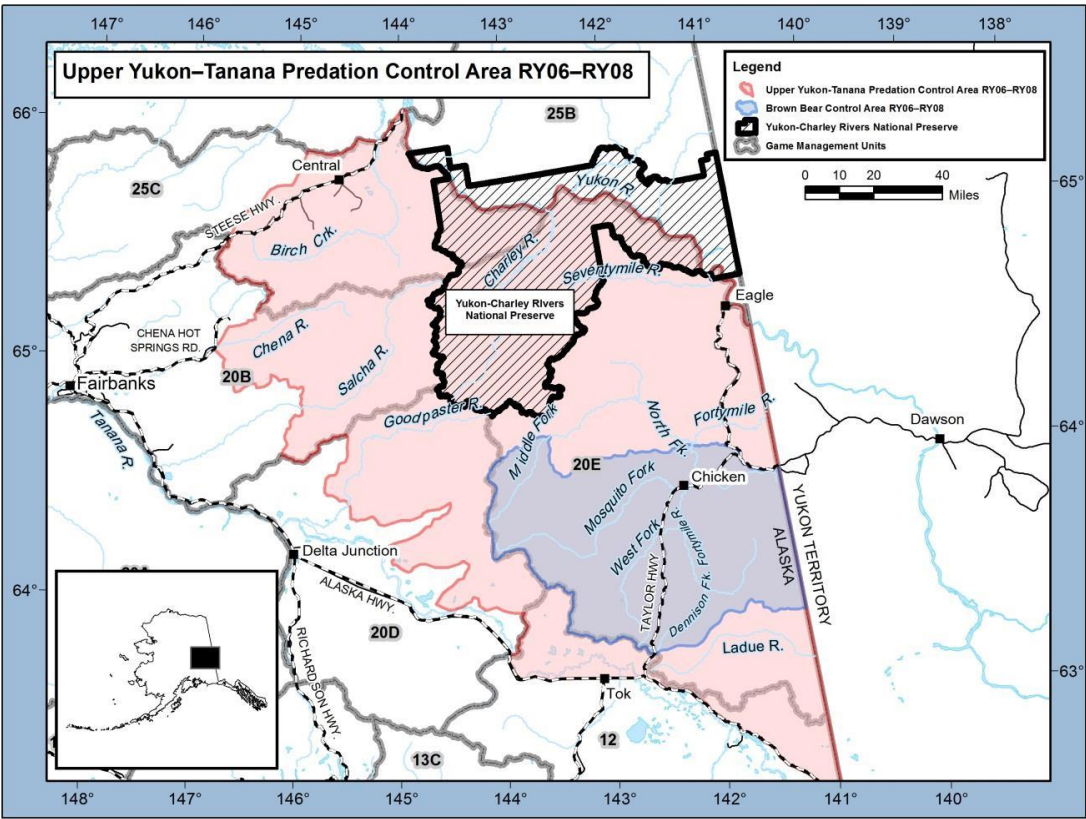 147° 146° 145° 144° 143° 142° 141° 140° 139° 138°
Upper Yukon–Tanana Predation Control Area RY06–RY08
Legend
Upper Yukon-Tanana Predation Control Area RY06–RY08
Brown Bear Control Area RY06–RY08
Yukon-Charley Rivers National Preserve
Game Management Units
0 10 20 40
Miles
25B
66°
65°
Central
25C
Yukon R.
STEESE HWY.
Birch Crk.
Charley R.
Seventymile R.
Yukon-Charley Rivers
National Preserve
Eagle
CHENA HOT
SPRINGS RD.
Chena R.
65°
Salcha R.
20B
Fairbanks
Goodpaster R.
Middle Fork
North Fk.
Fortymile R.
Dawson
64°
Tanana R.
20E
Chicken
Mosquito Fork
West Fork
Dennison Fk. Fortymile R.
TAYLOR HWY
ALASKA
YUKON TERRITORY
Delta Junction
64°
ALASKA HWY.
20D
RICHARDSON HWY.
Ladue R.
63°
Tok
12
13C
148° 147° 146° 145° 144° 143° 142° 141° 140°